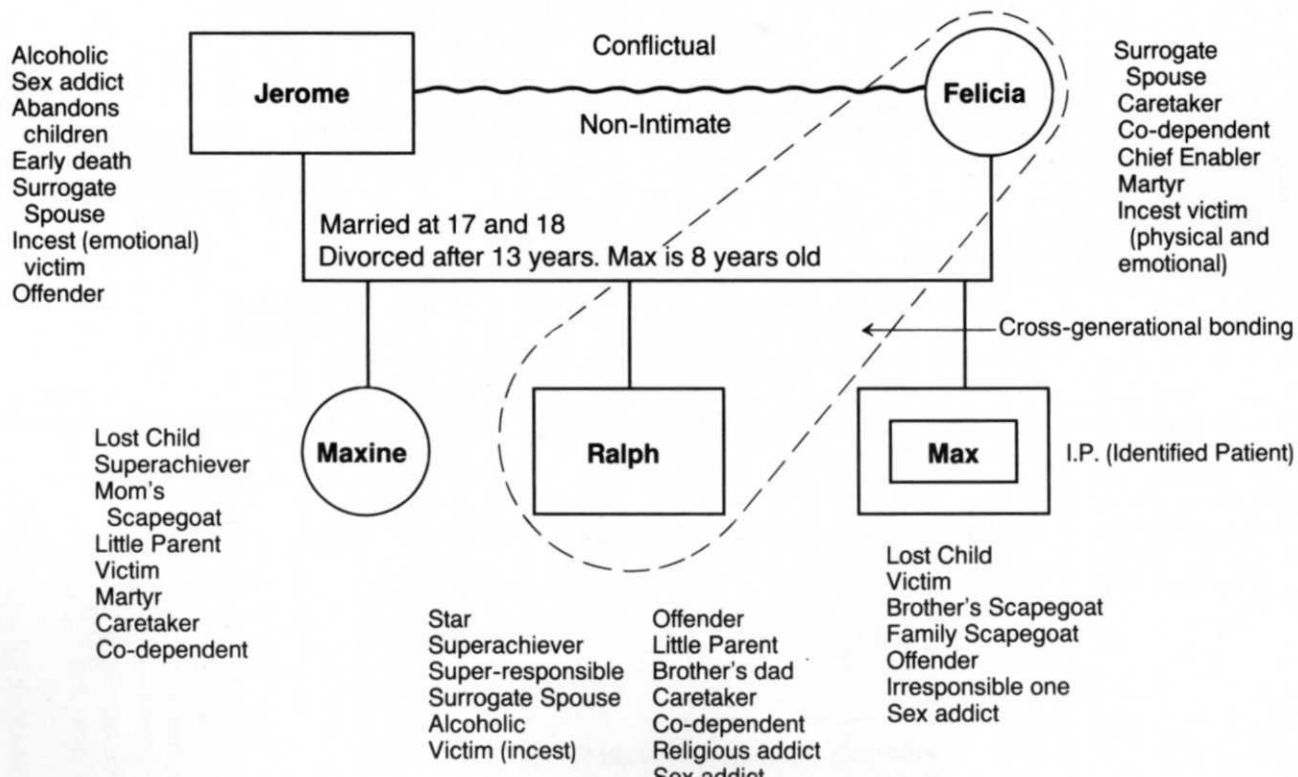 Alcoholic
Sex addict
Abandons
children
Early death
Surrogate
Spouse
Incest (emotional)
victim
Offender
Jerome
Conflictual
Non-Intimate
Felicia
Surrogate
Spouse
Caretaker
Co-dependent
Chief Enabler
Martyr
Incest victim
(physical and
emotional)
Married at 17 and 18
Divorced after 13 years. Max is 8 years old
Cross-generational bonding
Maxine
Ralph
Max
I.P. (Identified Patient)
Lost Child
Superachiever
Mom's
Scapegoat
Little Parent
Victim
Martyr
Caretaker
Co-dependent
Star
Superachiever
Super-responsible
Surrogate Spouse
Alcoholic
Victim (incest)
Offender
Little Parent
Brother's dad
Caretaker
Co-dependent
Religious addict
Sex addict
Lost Child
Victim
Brother's Scapegoat
Family Scapegoat
Offender
Irresponsible one
Sex addict